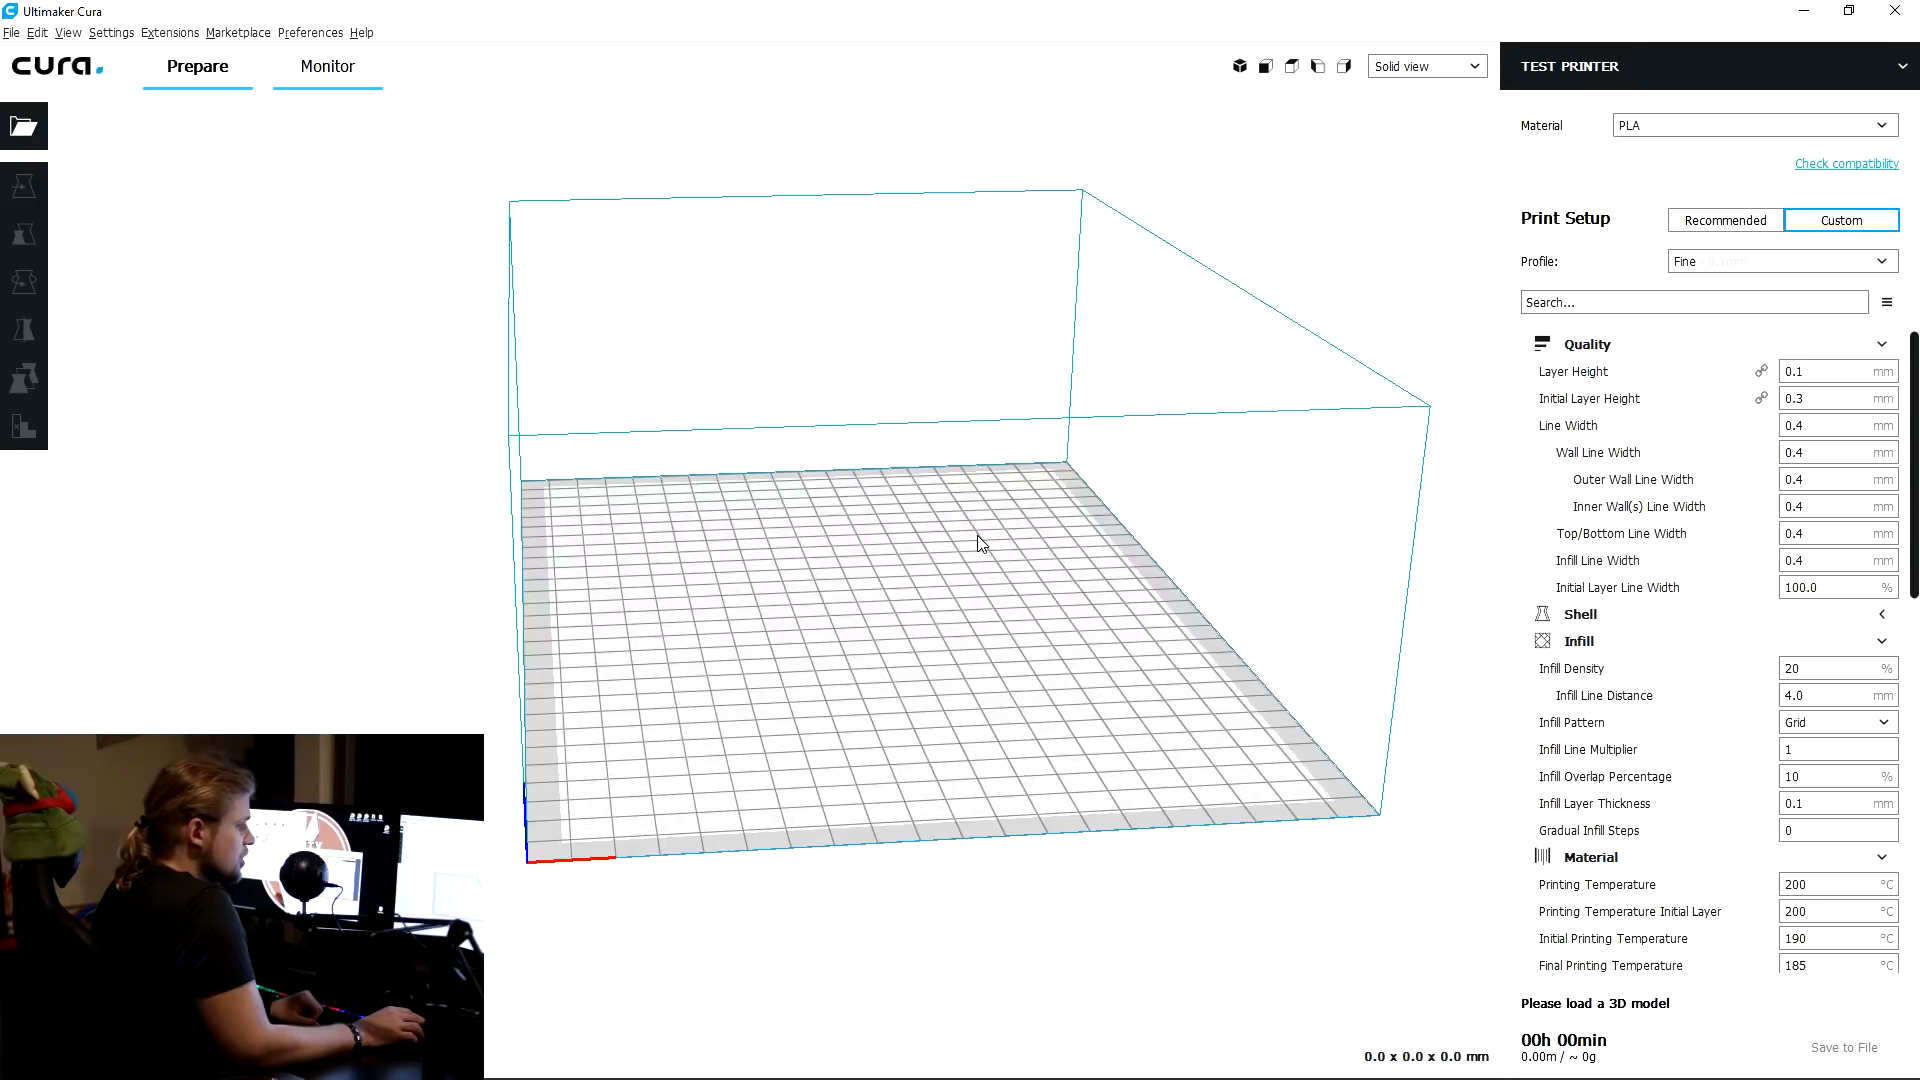 Ultimaker Cura
File Edit View Settings Extensions Marketplace Preferences Help
cura.
Prepare
Monitor
Solid view
TEST PRINTER
Material
PLA
Check compatibility
Print Setup
Recommended
Custom
Profile:
Fine - 0.1mm
Search...
Quality
Layer Height
0.1 mm
Initial Layer Height
0.3 mm
Line Width
0.4 mm
Wall Line Width
0.4 mm
Outer Wall Line Width
0.4 mm
Inner Wall(s) Line Width
0.4 mm
Top/Bottom Line Width
0.4 mm
Infill Line Width
0.4 mm
Initial Layer Line Width
100.0 %
Shell
Infill
Infill Density
20 %
Infill Line Distance
4.0 mm
Infill Pattern
Grid
Infill Line Multiplier
1
Infill Overlap Percentage
10 %
Infill Layer Thickness
0.1 mm
Gradual Infill Steps
0
Material
Printing Temperature
200 °C
Printing Temperature Initial Layer
200 °C
Initial Printing Temperature
190 °C
Final Printing Temperature
185 °C
Please load a 3D model
00h 00min
0.00m / ~ 0g
0.0 x 0.0 x 0.0 mm
Save to File